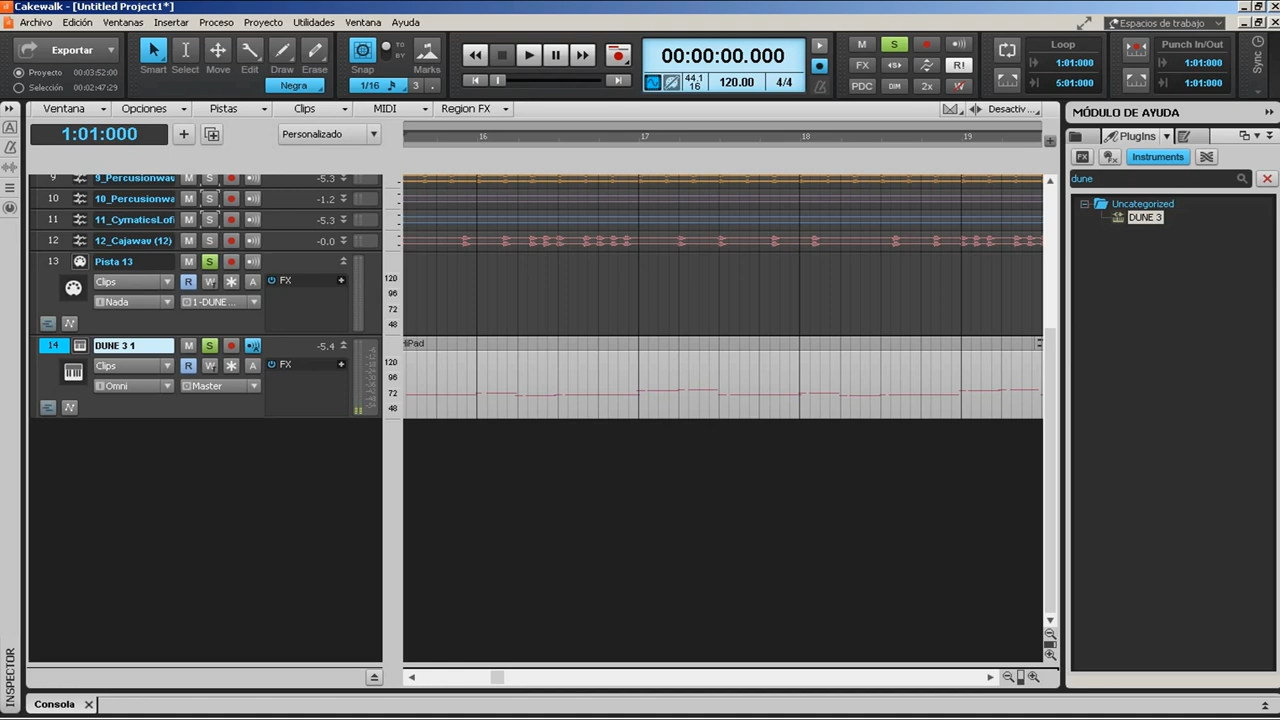 Cakewalk - [Untitled Project1*]
Archivo Edición Ventanas Insertar Proceso Proyecto Utilidades Ventana Ayuda
Espacios de trabajo
Exportar
Proyecto 00:03:52:00
Selección 00:02:47:29
Smart Select Move Edit Draw Erase
Negra
Snap
TO
BY
Marks
1/16 3
00:00:00.000
44.1
16
120.00
4/4
M S
FX R!
PDC DIM 2x W
Loop
1:01:000
5:01:000
Punch In/Out
1:01:000
1:01:000
Sync
Ventana Opciones Pistas Clips MIDI Region FX
Desactiv...
MÓDULO DE AYUDA
1:01:000
Personalizado
16 17 18 19
PlugIns
FX Instruments
dune
Uncategorized
DUNE 3
9 9_Percusionwav M S -5.3
10 10_Percusionwa M S -1.2
11 11_CymaticsLofi M S -5.3
12 12_Cajawav (12) M S -0.0
13 Pista 13 M S
Clips R W A FX
Nada 1-DUNE ...
120
96
72
48
14 DUNE 3 1 M S -5.4
Clips R W A FX
Omni Master
120
96
72
48
iPad
INSPECTOR
Consola